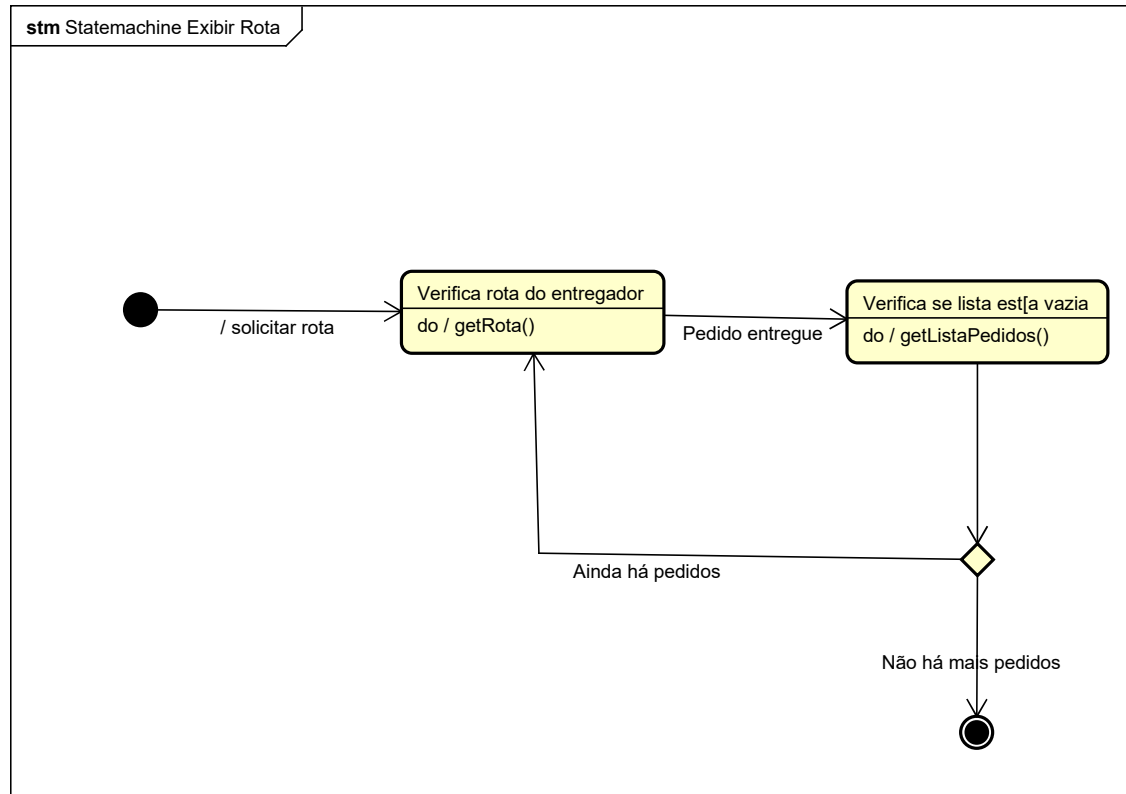 stm Statemachine Exibir Rota
Verifica rota do entregador
do / getRota()
Verifica se lista est[a vazia
do / getListaPedidos()
/ solicitar rota
Pedido entregue
Ainda há pedidos
Não há mais pedidos